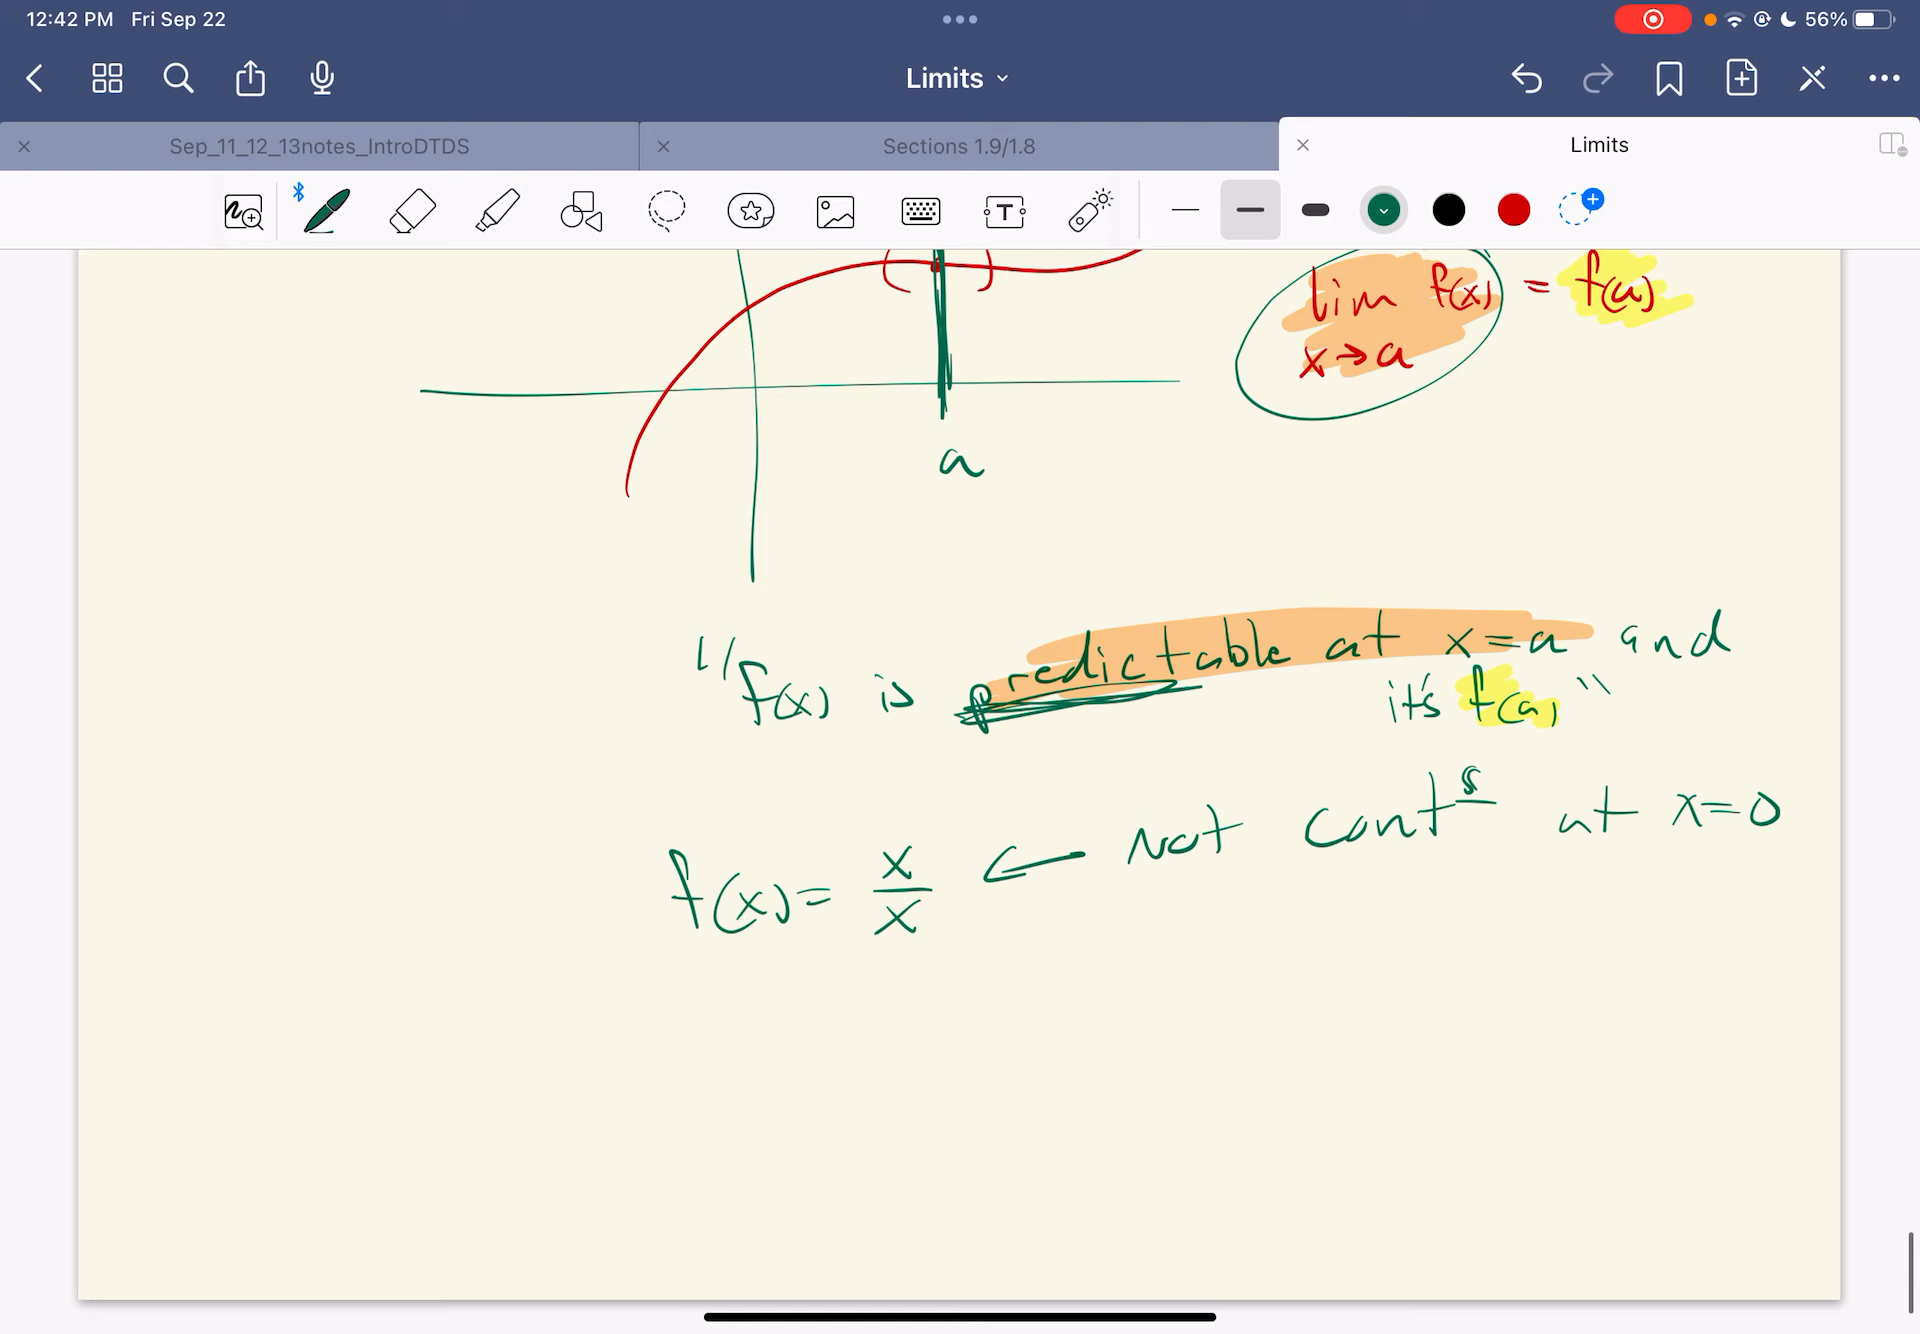 12:42 PM Fri Sep 22
56%
Limits
Sep_11_12_13notes_IntroDTDS
Sections 1.9/1.8
Limits
T
lim f(x) = f(a)
x→a
a
"f(x) is predictable at x=a and
it's f(a)"
f(x)= x/x ← Not cont^s at x=0